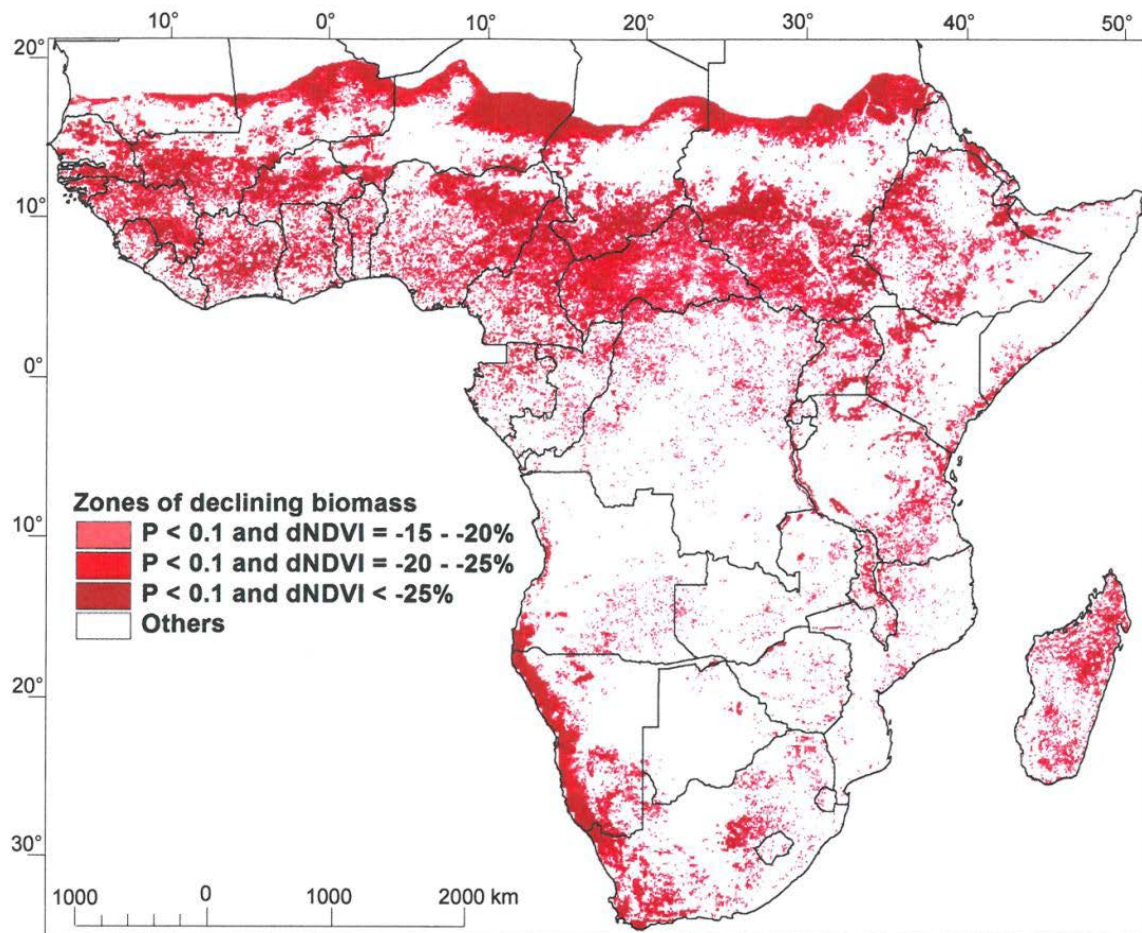 10° 0° 10° 20° 30° 40° 50°
20°
10°
0°
Zones of declining biomass
P < 0.1 and dNDVI = -15 - -20%
10°
P < 0.1 and dNDVI = -20 - -25%
P < 0.1 and dNDVI < -25%
Others
20°
30°
1000 0 1000 2000 km